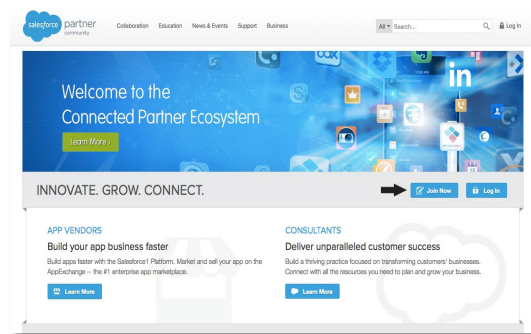 salesforce partner
community
Collaboration Education News & Events Support Business
All Search... Log In
Welcome to the
Connected Partner Ecosystem
Learn More >
in
INNOVATE. GROW. CONNECT.
Join Now Log In
APP VENDORS
Build your app business faster
Build apps faster with the Salesforce1 Platform. Market and sell your app on the
AppExchange -- the #1 enterprise app marketplace.
Learn More
CONSULTANTS
Deliver unparalleled customer success
Build a thriving practice focused on transforming customers' businesses.
Connect with all the resources you need to plan and grow your business.
Learn More